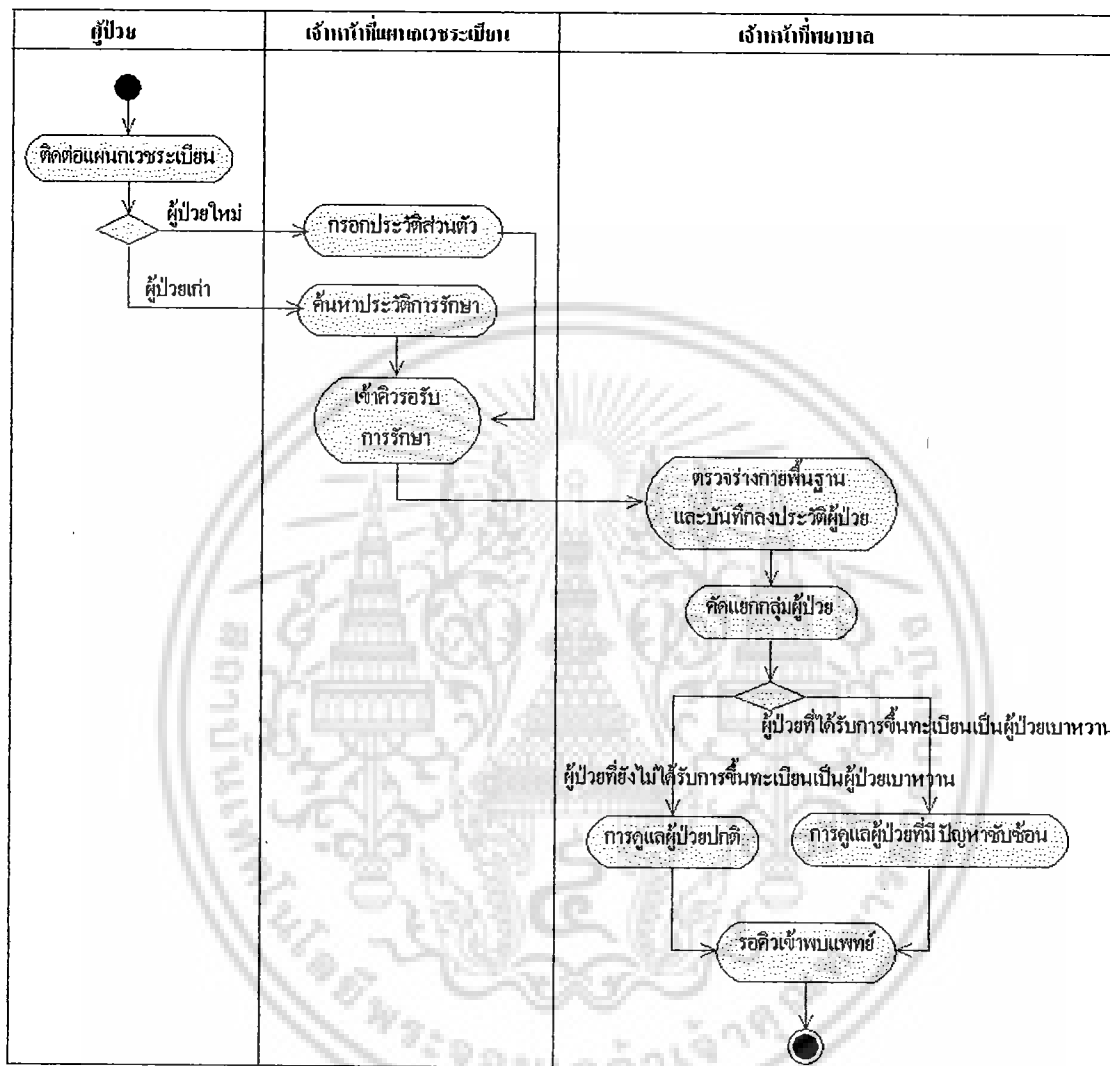 ผู้ป่วย
เจ้าหน้าที่แผนกเวชระเบียน
เจ้าหน้าที่พยาบาล
ติดต่อแผนกเวชระเบียน
ผู้ป่วยใหม่
กรอกประวัติส่วนตัว
ผู้ป่วยเก่า
ค้นหาประวัติการรักษา
เข้าคิวรอรับ
การรักษา
ตรวจร่างกายพื้นฐาน
และบันทึกลงประวัติผู้ป่วย
คัดแยกกลุ่มผู้ป่วย
ผู้ป่วยที่ได้รับการขึ้นทะเบียนเป็นผู้ป่วยเบาหวาน
ผู้ป่วยที่ยังไม่ได้รับการขึ้นทะเบียนเป็นผู้ป่วยเบาหวาน
การดูแลผู้ป่วยปกติ
การดูแลผู้ป่วยที่มี ปัญหาซับซ้อน
รอคิวเข้าพบแพทย์